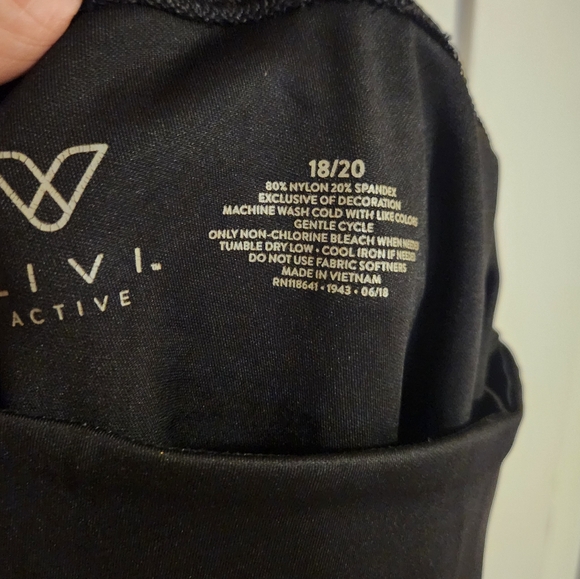 LIVI.
ACTIVE
18/20
80% NYLON 20% SPANDEX
EXCLUSIVE OF DECORATION
MACHINE WASH COLD WITH LIKE COLORS
GENTLE CYCLE
ONLY NON-CHLORINE BLEACH WHEN NEEDED
TUMBLE DRY LOW • COOL IRON IF NEEDED
DO NOT USE FABRIC SOFTNERS
MADE IN VIETNAM
RN118641 • 1943 • 06/18